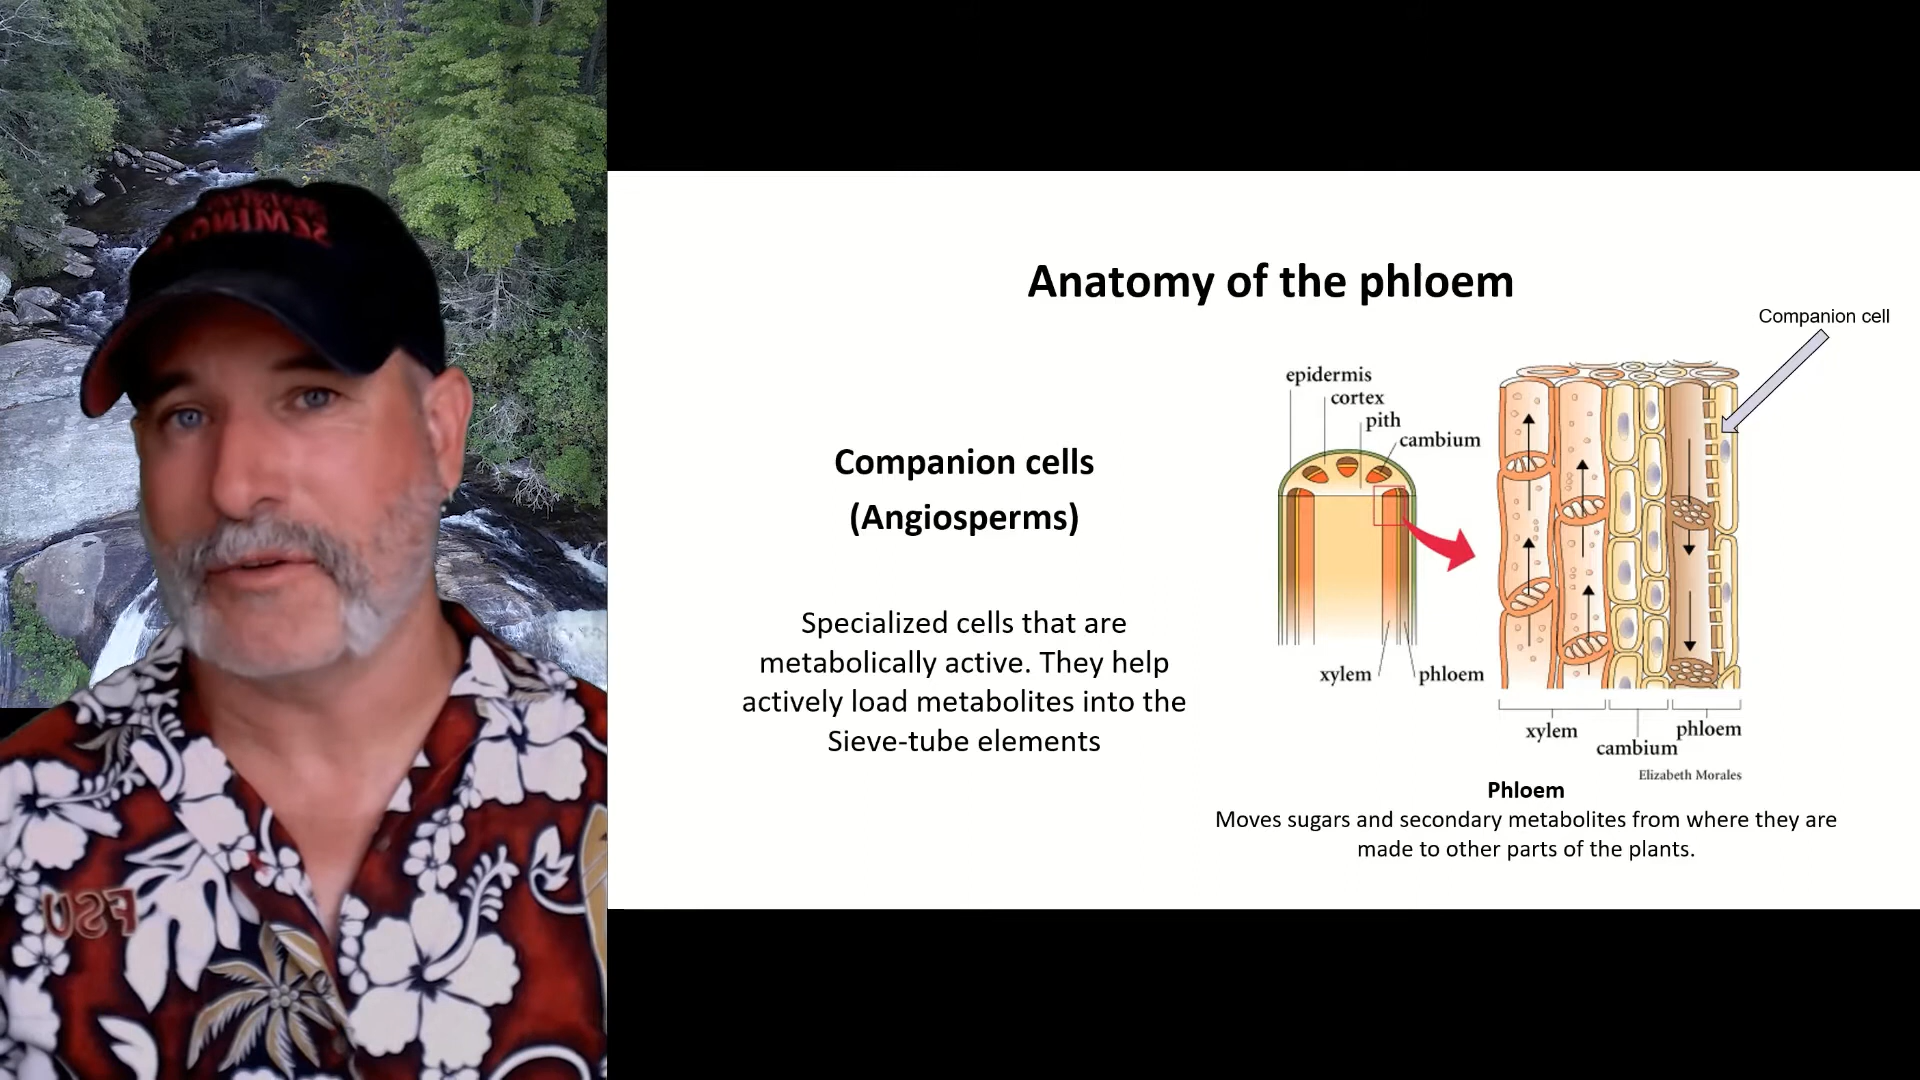 Anatomy of the phloem
Companion cell
epidermis
cortex
pith
cambium
Companion cells
(Angiosperms)
Specialized cells that are
metabolically active. They help
actively load metabolites into the
Sieve-tube elements
xylem
phloem
xylem
cambium
phloem
Elizabeth Morales
Phloem
Moves sugars and secondary metabolites from where they are
made to other parts of the plants.
FSU